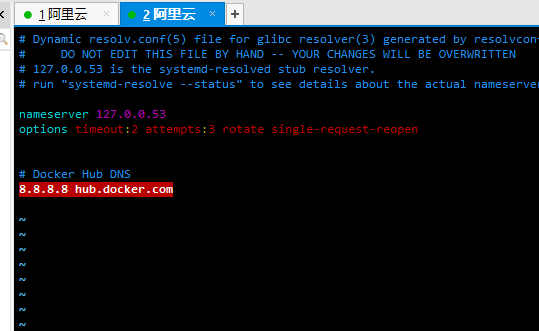 1 阿里云 × 2 阿里云 × +
# Dynamic resolv.conf(5) file for glibc resolver(3) generated by resolvconf
#     DO NOT EDIT THIS FILE BY HAND -- YOUR CHANGES WILL BE OVERWRITTEN
# 127.0.0.53 is the systemd-resolved stub resolver.
# run "systemd-resolve --status" to see details about the actual nameserver
nameserver 127.0.0.53
options timeout:2 attempts:3 rotate single-request-reopen
# Docker Hub DNS
8.8.8.8 hub.docker.com
~
~
~
~
~
~
~
~